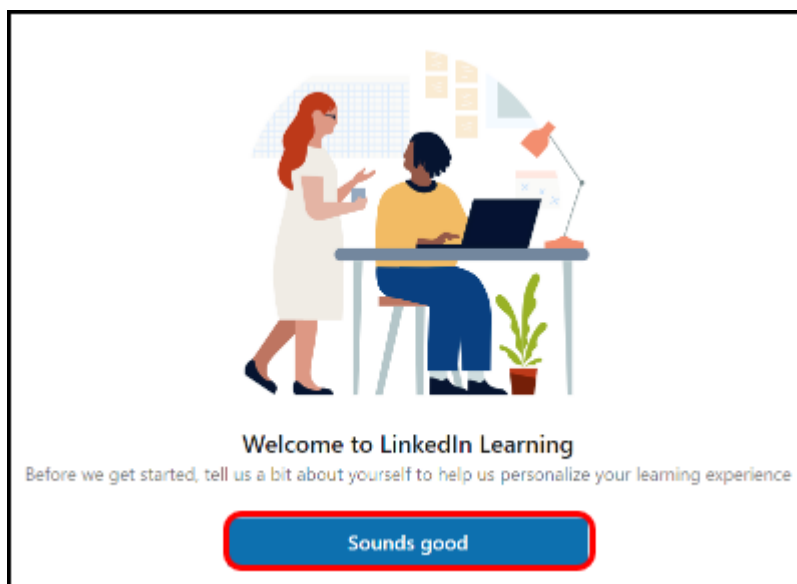 Welcome to LinkedIn Learning
Before we get started, tell us a bit about yourself to help us personalize your learning experience
Sounds good